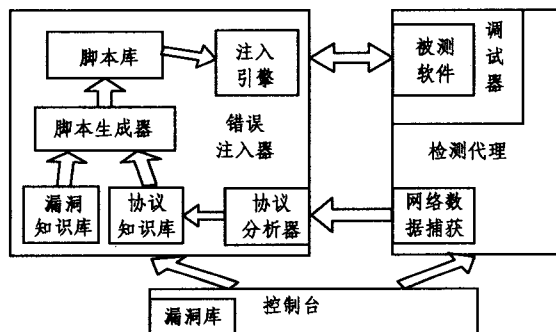 脚本库
注入
引擎
被测
软件
调
试
器
脚本生成器
错误
注入器
检测代理
漏洞
知识库
协议
知识库
协议
分析器
网络数
据捕获
控制台
漏洞库